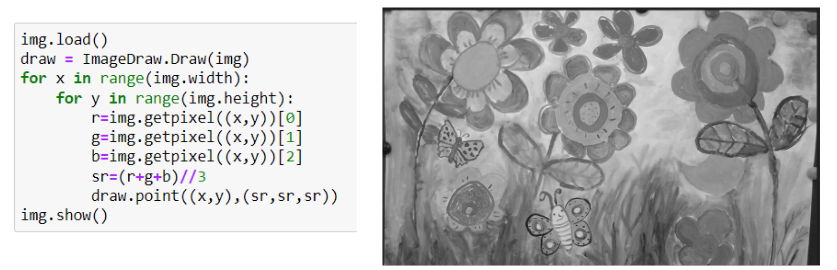 img.load()
draw = ImageDraw.Draw(img)
for x in range(img.width):
    for y in range(img.height):
        r=img.getpixel((x,y))[0]
        g=img.getpixel((x,y))[1]
        b=img.getpixel((x,y))[2]
        sr=(r+g+b)//3
        draw.point((x,y),(sr,sr,sr))
img.show()